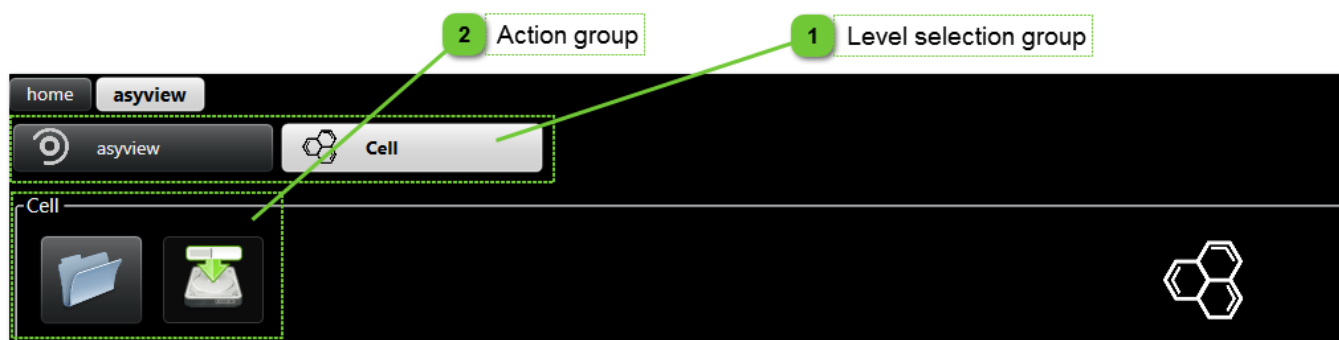 2 Action group
1 Level selection group
home asyview
asyview Cell
Cell